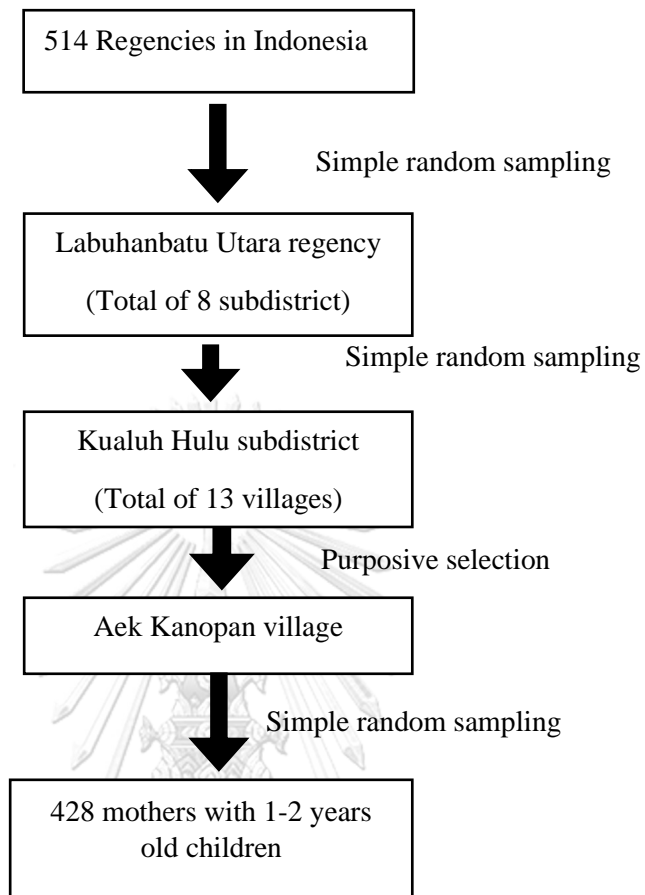 514 Regencies in Indonesia
Simple random sampling
Labuhanbatu Utara regency
(Total of 8 subdistrict)
Simple random sampling
Kualuh Hulu subdistrict
(Total of 13 villages)
Purposive selection
Aek Kanopan village
Simple random sampling
428 mothers with 1-2 years
old children